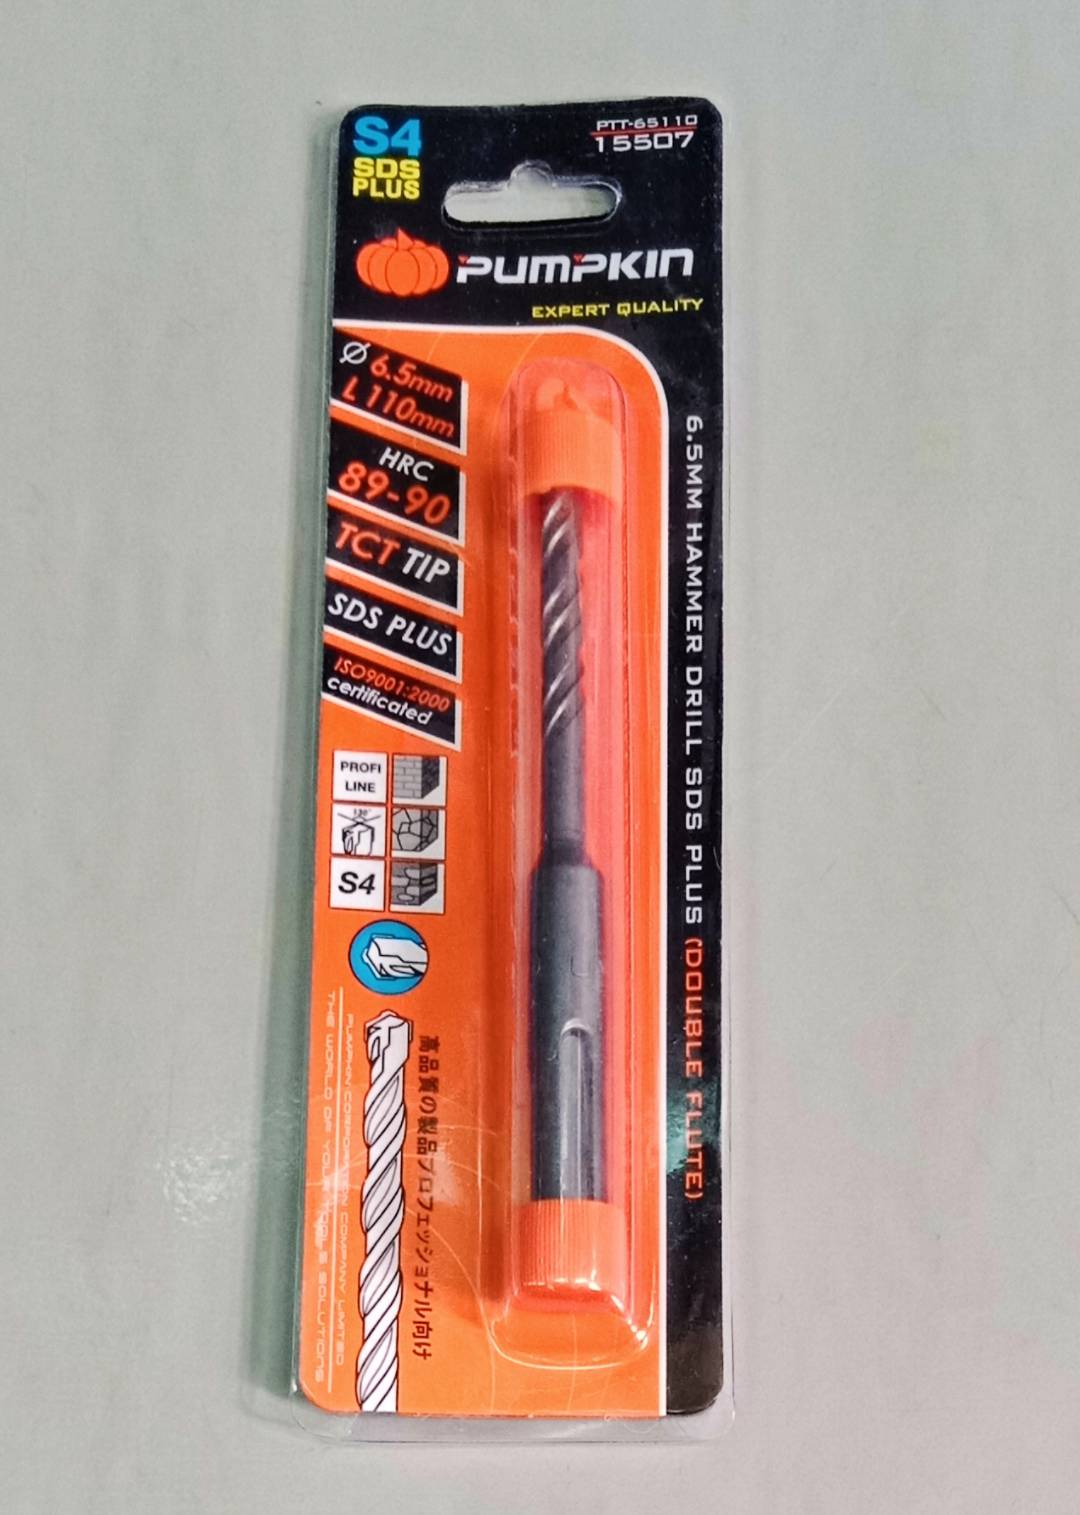 S4
SDS
PLUS
PTT-65110
15507
PUMPKIN
EXPERT QUALITY
Ø 6.5mm
L 110mm
HRC
89-90
TCT TIP
SDS PLUS
ISO9001:2000
certificated
PROFI
LINE
130°
S4
6.5MM HAMMER DRILL SDS PLUS (DOUBLE FLUTE)
高品質の製品プロフェッショナル向け
PUMPKIN CORPORATION COMPANY LIMITED
THE WORLD OF YOUR TOOLS SOLUTIONS